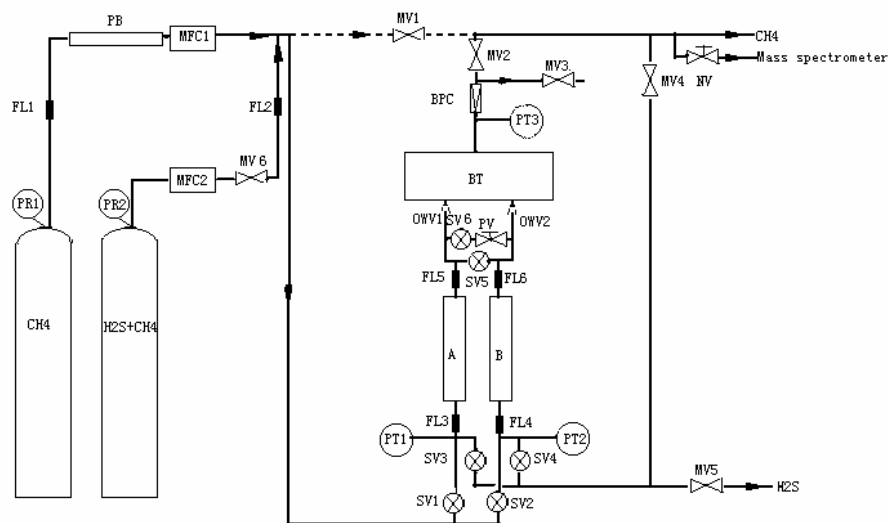 PB
MFC1
MV1
CH4
MV2
Mass spectrometer
MV3
MV4
NV
BPC
FL1
FL2
PT3
MV6
MFC2
BT
PR1
PR2
OWV1
SV6
PV
OWV2
SV5
FL5
FL6
CH4
H2S+CH4
A
B
FL3
FL4
PT1
PT2
SV3
SV4
MV5
H2S
SV1
SV2